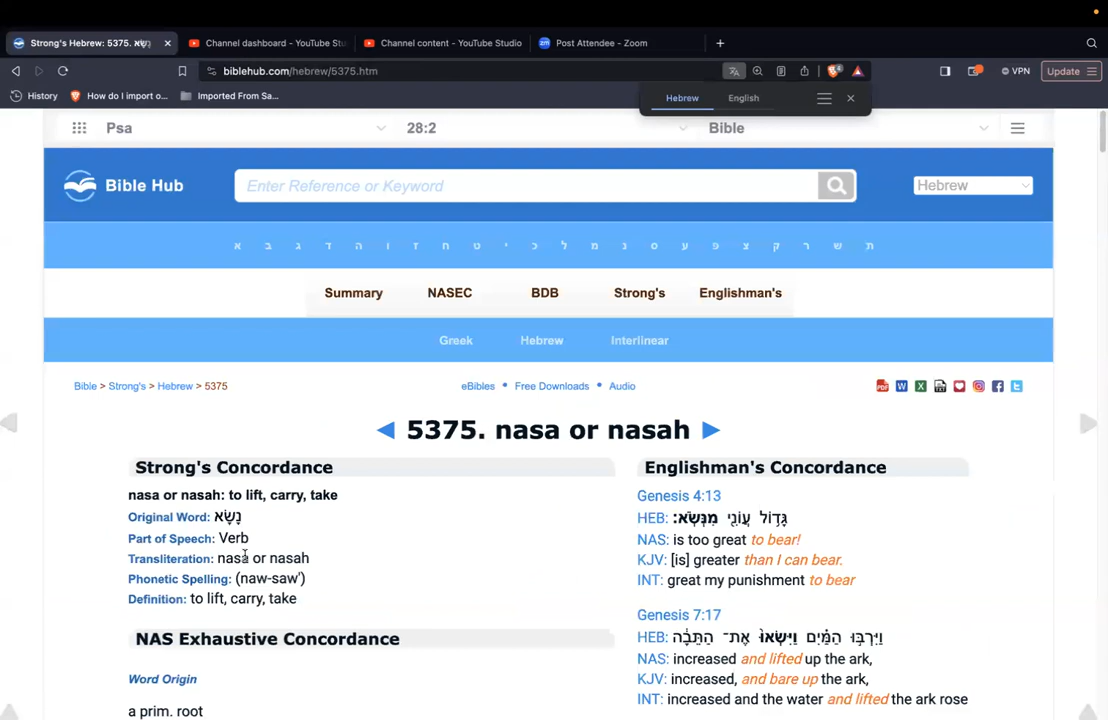 Strong's Hebrew: 5375. נָשָׂא
Channel dashboard - YouTube Stu
Channel content - YouTube Studio
Post Attendee - Zoom
biblehub.com/hebrew/5375.htm
VPN
Update
History
How do I import o...
Imported From Sa...
Hebrew
English
Psa
28:2
Bible
Bible Hub
Enter Reference or Keyword
Hebrew
א ב ג ד ה ו ז ח ט י כ ל מ נ ס ע פ צ ק ר ש ת
Summary
NASEC
BDB
Strong's
Englishman's
Greek
Hebrew
Interlinear
Bible > Strong's > Hebrew > 5375
eBibles • Free Downloads • Audio
◄ 5375. nasa or nasah ►
Strong's Concordance
nasa or nasah: to lift, carry, take
Original Word: נָשָׂא
Part of Speech: Verb
Transliteration: nasa or nasah
Phonetic Spelling: (naw-saw')
Definition: to lift, carry, take
NAS Exhaustive Concordance
Word Origin
a prim. root
Englishman's Concordance
Genesis 4:13
HEB: גָּד֥וֹל עֲוֺנִ֖י מִנְּשֹֽׂא׃
NAS: is too great to bear!
KJV: [is] greater than I can bear.
INT: great my punishment to bear
Genesis 7:17
HEB: וַיִּרְבּ֣וּ הַמַּ֗יִם וַיִּשְׂאוּ֙ אֶת־ הַתֵּבָ֔ה
NAS: increased and lifted up the ark,
KJV: increased, and bare up the ark,
INT: increased and the water and lifted the ark rose